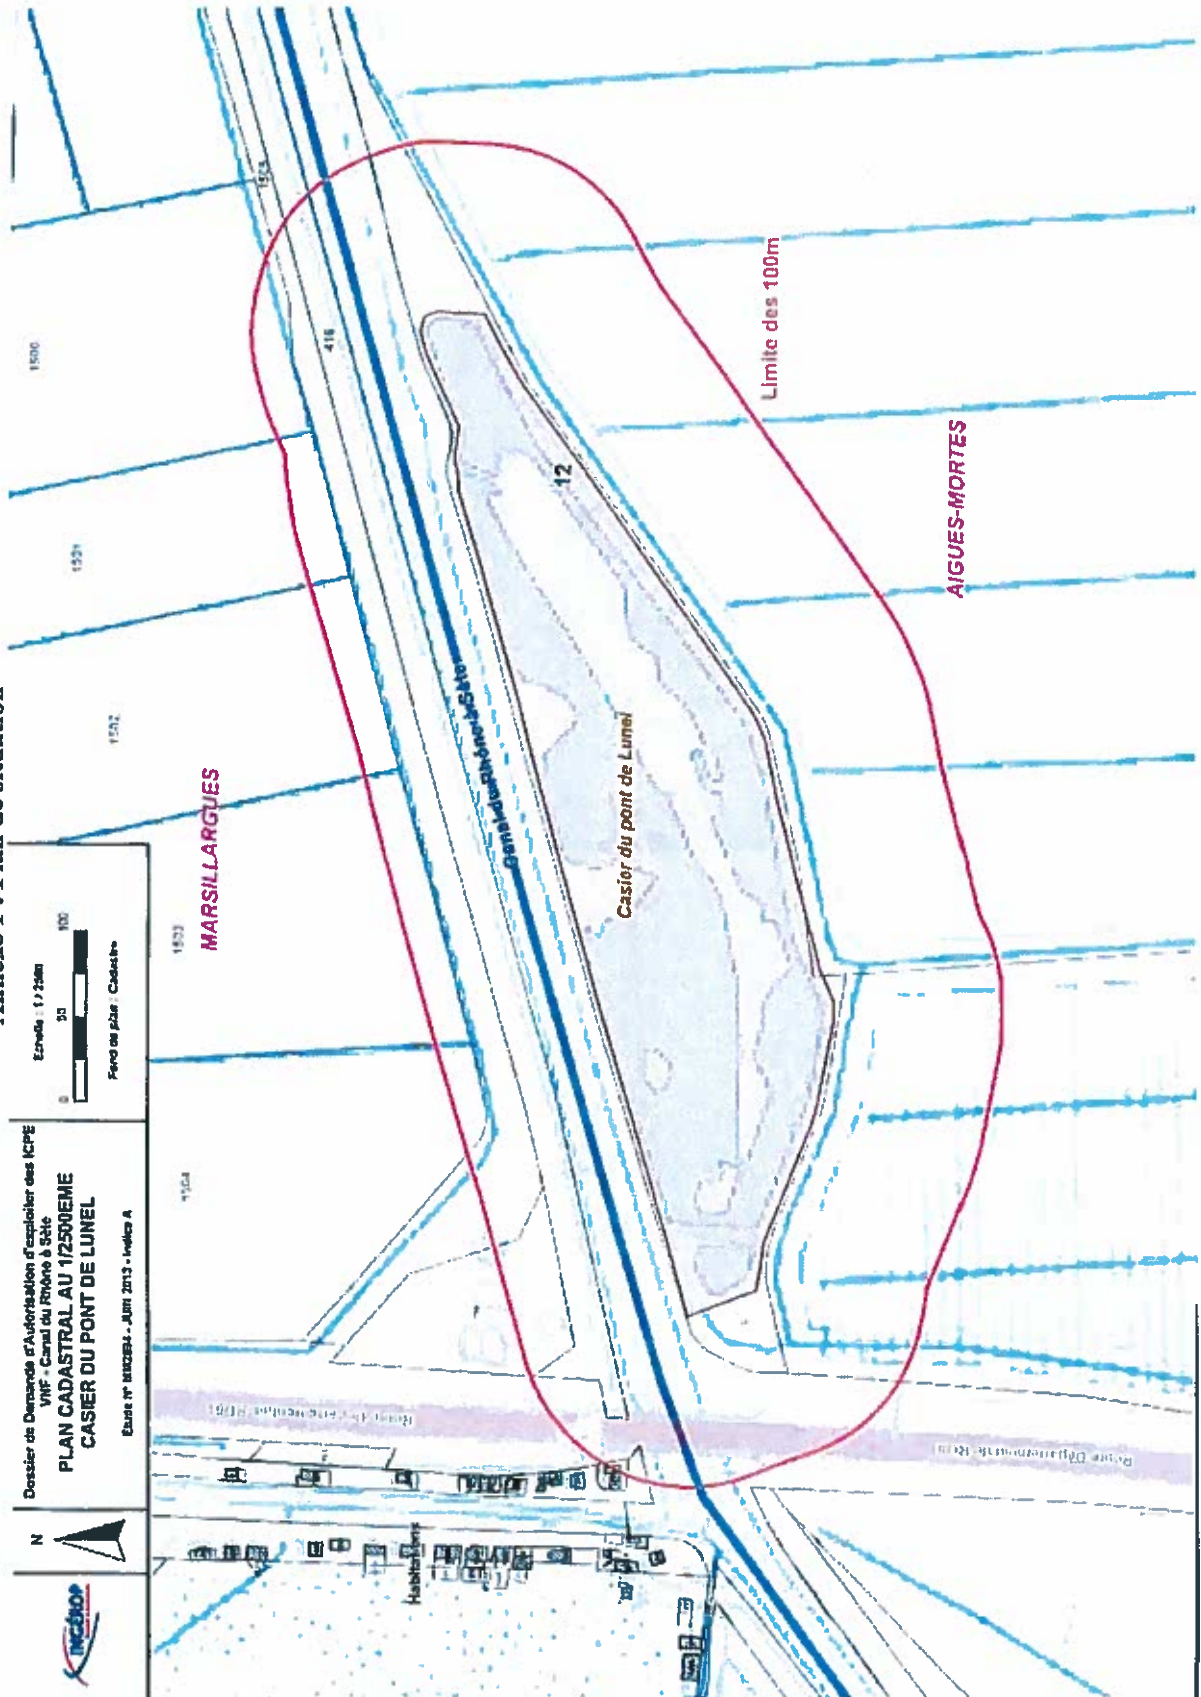 INGÉROP
N
Dossier de Demande d'Autorisation d'exploiter des ICPE
VNF - Canal du Rhône à Sète
PLAN CADASTRAL AU 1/2500EME
CASIER DU PONT DE LUNEL
Echelle : 1 / 2500
0 50 100
Fond de plan : Cadastre
1500
1501
1502
1503
1504
1505
416
MARSILLARGUES
Canal du Rhône à Sète
Casier du pont de Lunel
12
Limite des 100m
AIGUES-MORTES
Habitations